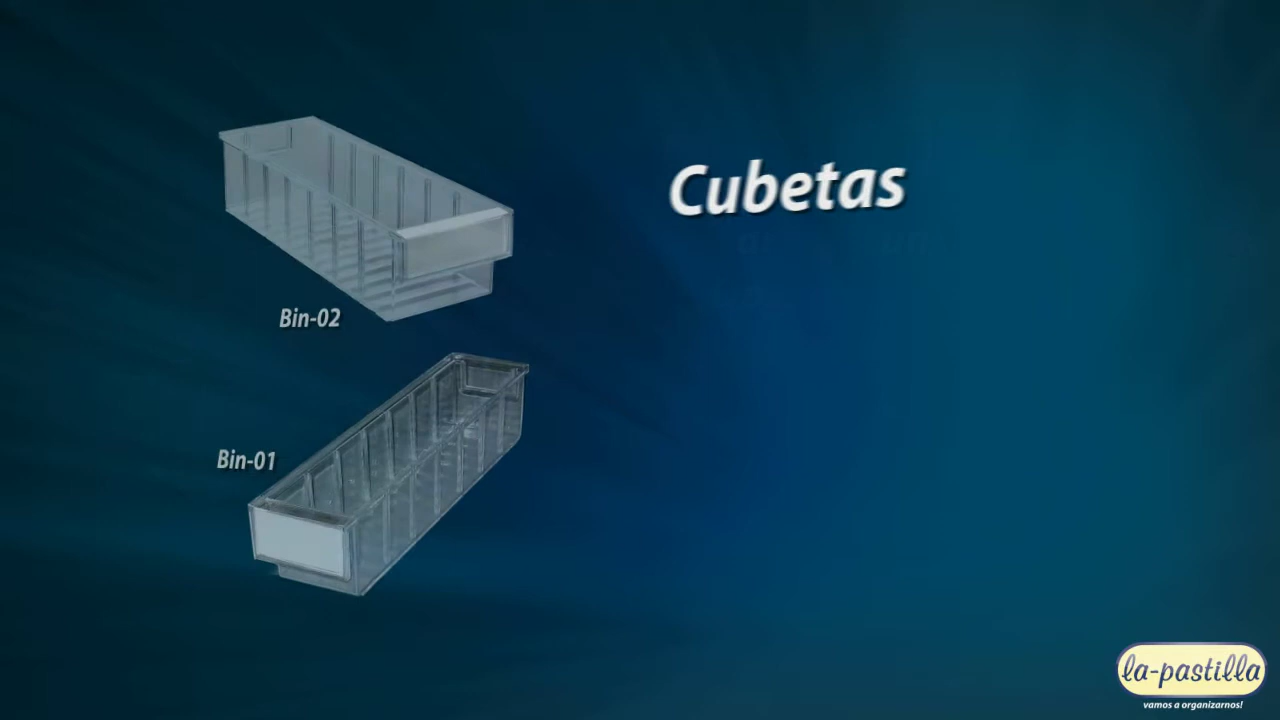 Cubetas
Bin-02
Bin-01
la-pastilla
vamos a organizarnos!